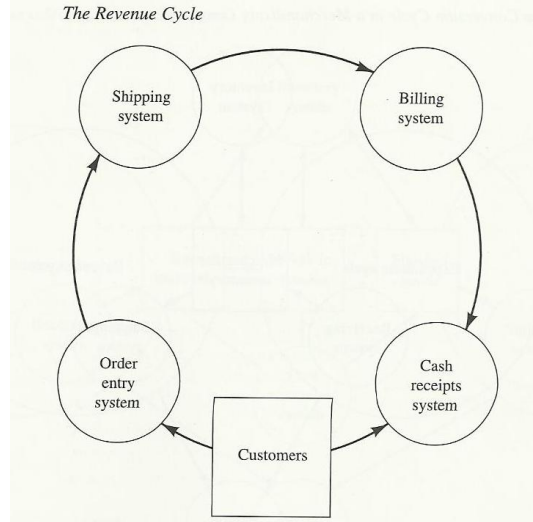 The Revenue Cycle
Shipping
system
Billing
system
Order
entry
system
Cash
receipts
system
Customers